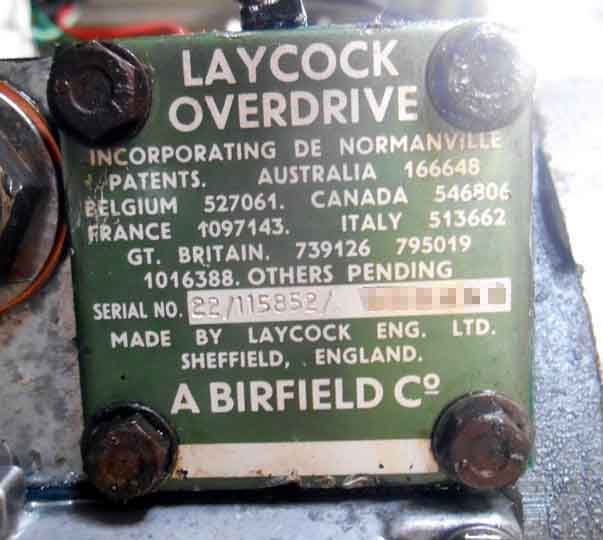 LAYCOCK
OVERDRIVE
INCORPORATING DE NORMANVILLE
PATENTS. AUSTRALIA 166648
BELGIUM 527061. CANADA 546806
FRANCE 1097143. ITALY 513662
GT. BRITAIN. 739126 795019
1016388. OTHERS PENDING
SERIAL NO. 22/115852/
MADE BY LAYCOCK ENG. LTD.
SHEFFIELD, ENGLAND.
A BIRFIELD Cº